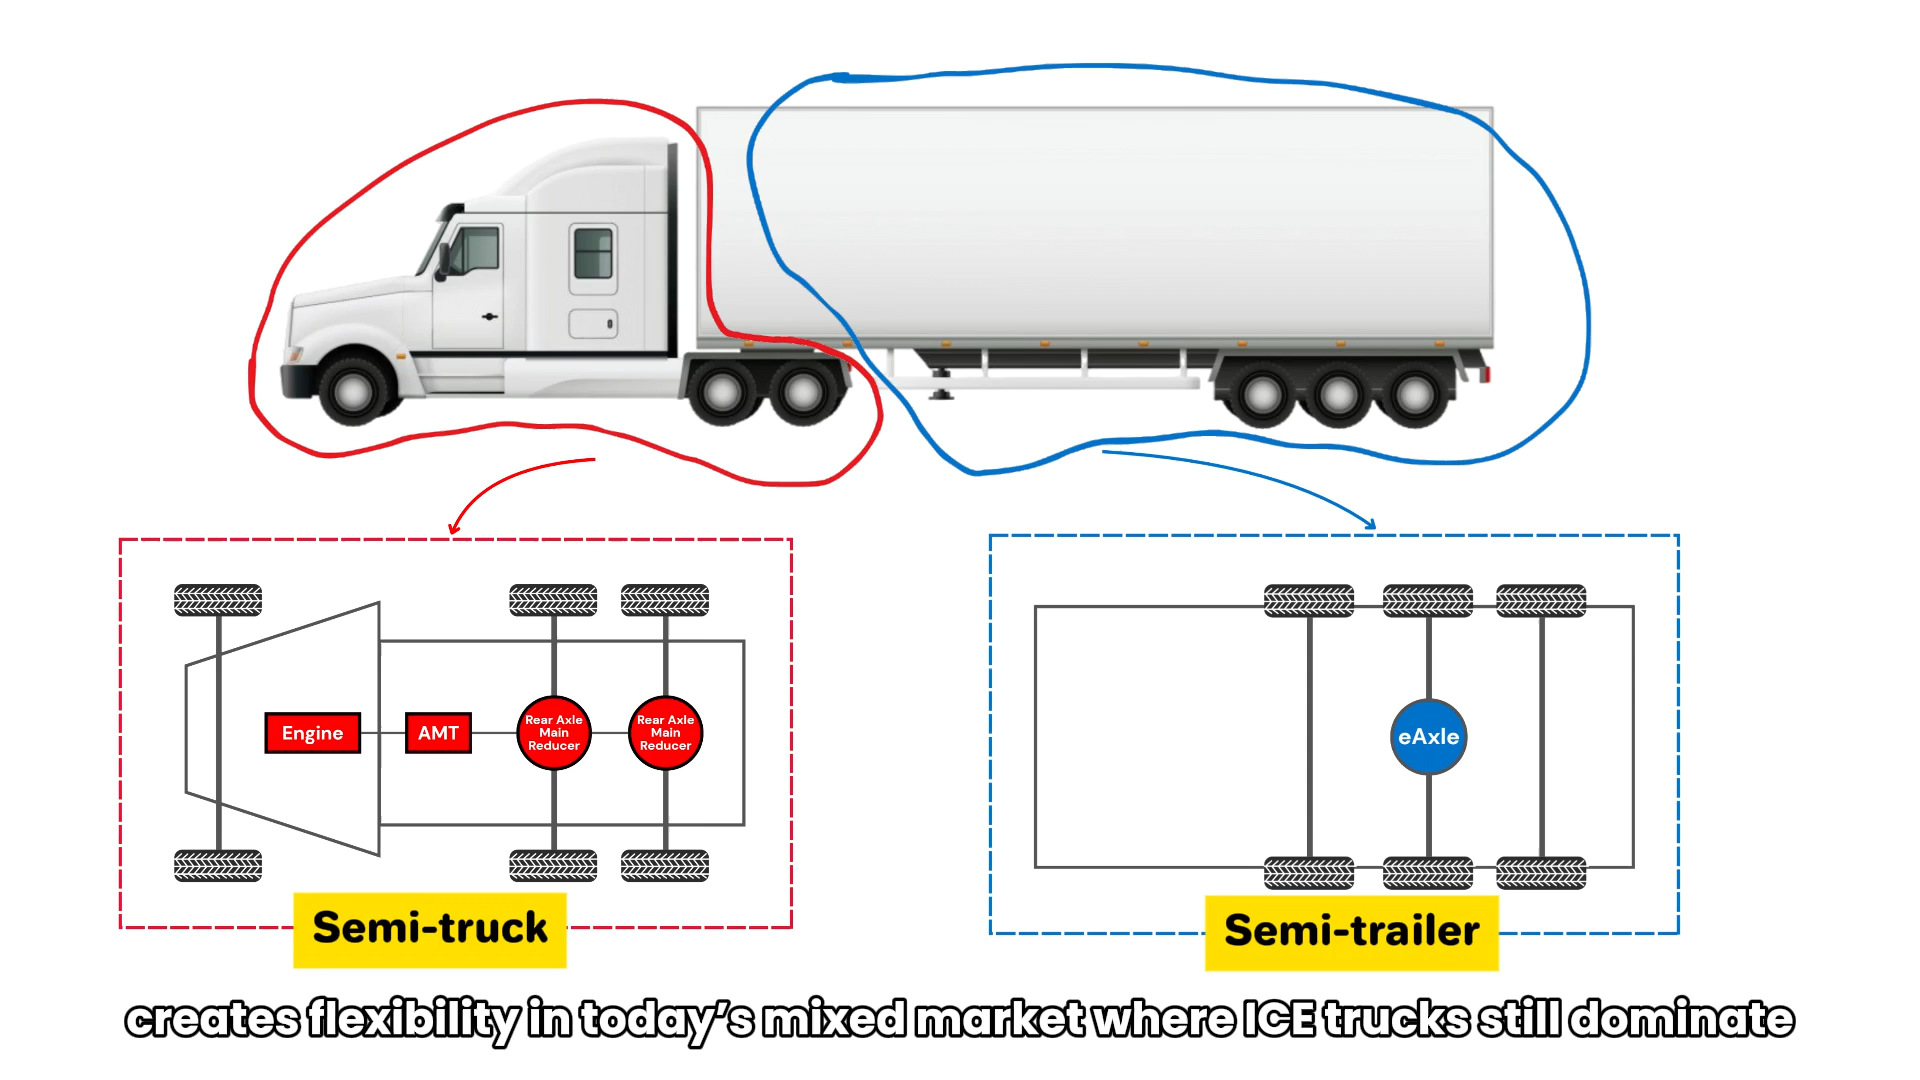 Engine
AMT
Rear Axle
Main
Reducer
Rear Axle
Main
Reducer
eAxle
Semi-truck
Semi-trailer
creates flexibility in today's mixed market where ICE trucks still dominate